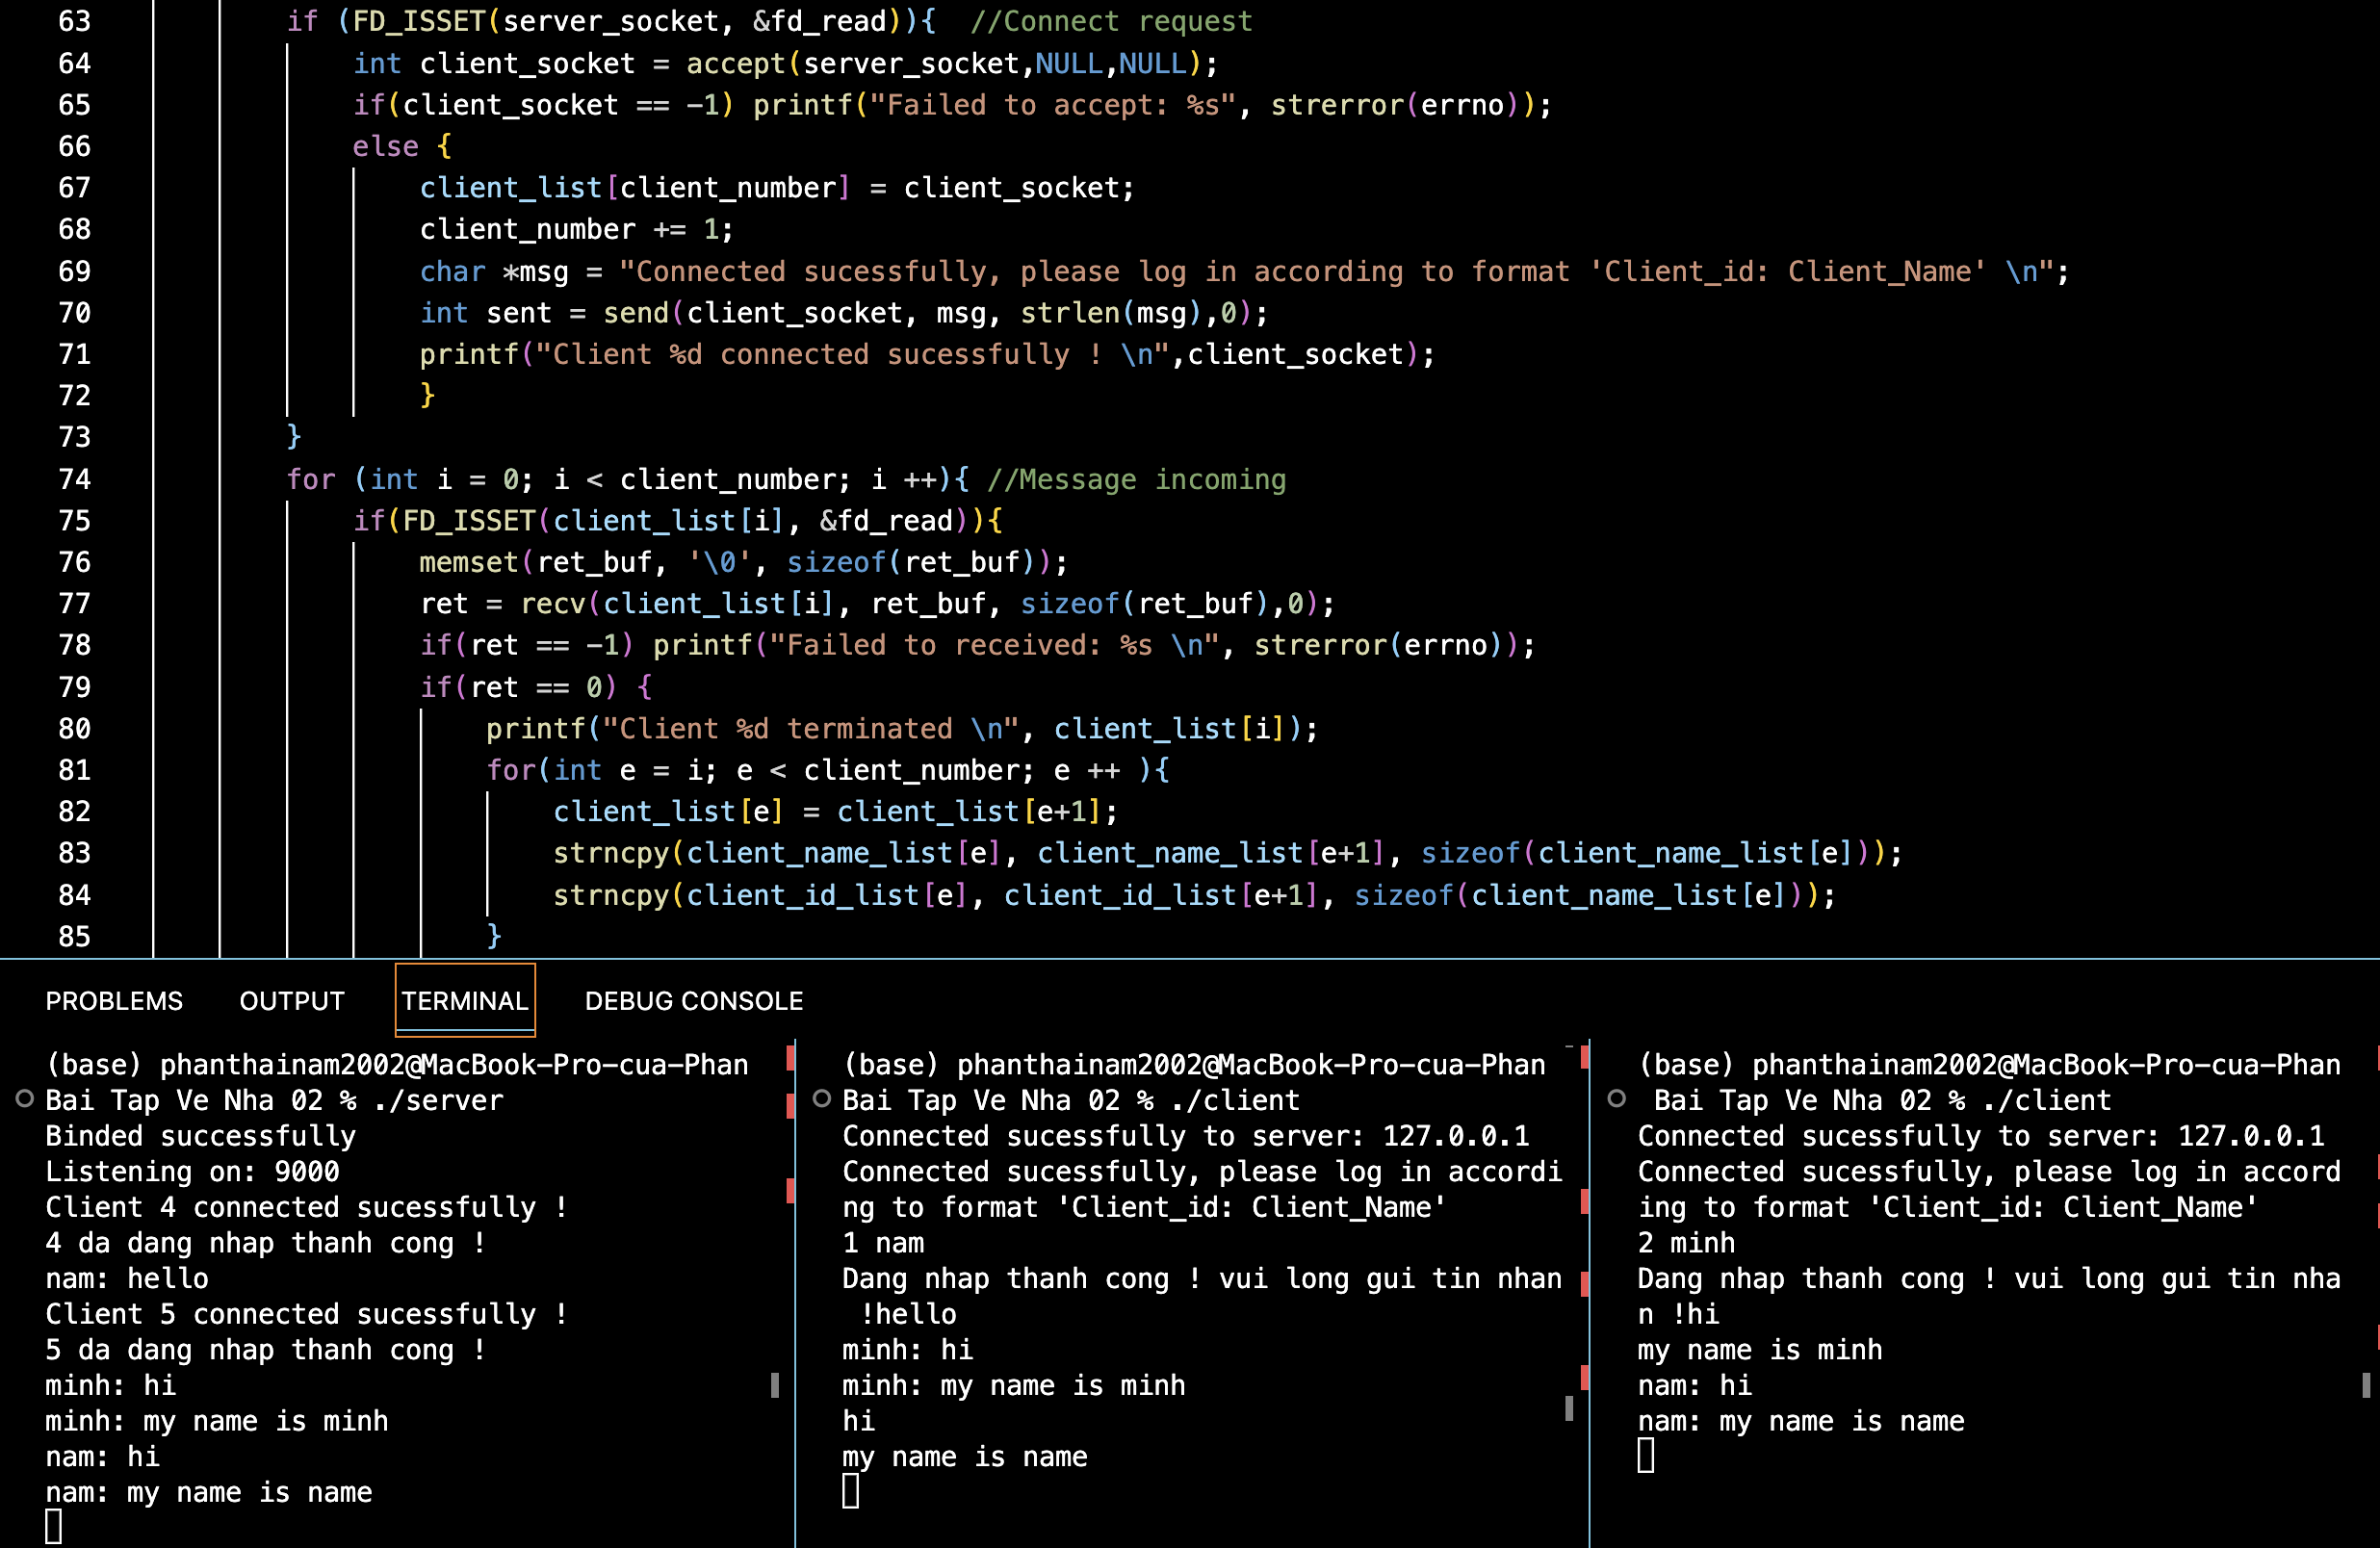 63 if (FD_ISSET(server_socket, &fd_read)){ //Connect request
64 int client_socket = accept(server_socket,NULL,NULL);
65 if(client_socket == -1) printf("Failed to accept: %s", strerror(errno));
66 else {
67 client_list[client_number] = client_socket;
68 client_number += 1;
69 char *msg = "Connected sucessfully, please log in according to format 'Client_id: Client_Name' \n";
70 int sent = send(client_socket, msg, strlen(msg),0);
71 printf("Client %d connected sucessfully ! \n",client_socket);
72 }
73 }
74 for (int i = 0; i < client_number; i ++){ //Message incoming
75 if(FD_ISSET(client_list[i], &fd_read)){
76 memset(ret_buf, '\0', sizeof(ret_buf));
77 ret = recv(client_list[i], ret_buf, sizeof(ret_buf),0);
78 if(ret == -1) printf("Failed to received: %s \n", strerror(errno));
79 if(ret == 0) {
80 printf("Client %d terminated \n", client_list[i]);
81 for(int e = i; e < client_number; e ++ ){
82 client_list[e] = client_list[e+1];
83 strncpy(client_name_list[e], client_name_list[e+1], sizeof(client_name_list[e]));
84 strncpy(client_id_list[e], client_id_list[e+1], sizeof(client_name_list[e]));
85 }
PROBLEMS OUTPUT TERMINAL DEBUG CONSOLE
(base) phanthainam2002@MacBook-Pro-cua-Phan
Bai Tap Ve Nha 02 % ./server
Binded successfully
Listening on: 9000
Client 4 connected sucessfully !
4 da dang nhap thanh cong !
nam: hello
Client 5 connected sucessfully !
5 da dang nhap thanh cong !
minh: hi
minh: my name is minh
nam: hi
nam: my name is name
(base) phanthainam2002@MacBook-Pro-cua-Phan
Bai Tap Ve Nha 02 % ./client
Connected sucessfully to server: 127.0.0.1
Connected sucessfully, please log in accordi
ng to format 'Client_id: Client_Name'
1 nam
Dang nhap thanh cong ! vui long gui tin nhan
!hello
minh: hi
minh: my name is minh
hi
my name is name
(base) phanthainam2002@MacBook-Pro-cua-Phan
Bai Tap Ve Nha 02 % ./client
Connected sucessfully to server: 127.0.0.1
Connected sucessfully, please log in accord
ing to format 'Client_id: Client_Name'
2 minh
Dang nhap thanh cong ! vui long gui tin nha
n !hi
my name is minh
nam: hi
nam: my name is name